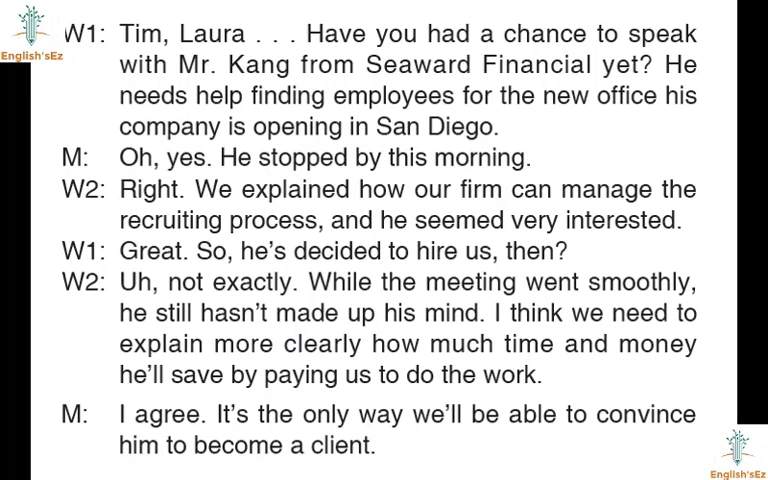 W1: Tim, Laura . . . Have you had a chance to speak
with Mr. Kang from Seaward Financial yet? He
needs help finding employees for the new office his
company is opening in San Diego.
M: Oh, yes. He stopped by this morning.
W2: Right. We explained how our firm can manage the
recruiting process, and he seemed very interested.
W1: Great. So, he’s decided to hire us, then?
W2: Uh, not exactly. While the meeting went smoothly,
he still hasn’t made up his mind. I think we need to
explain more clearly how much time and money
he’ll save by paying us to do the work.
M: I agree. It’s the only way we’ll be able to convince
him to become a client.
English'sEz
English'sEz